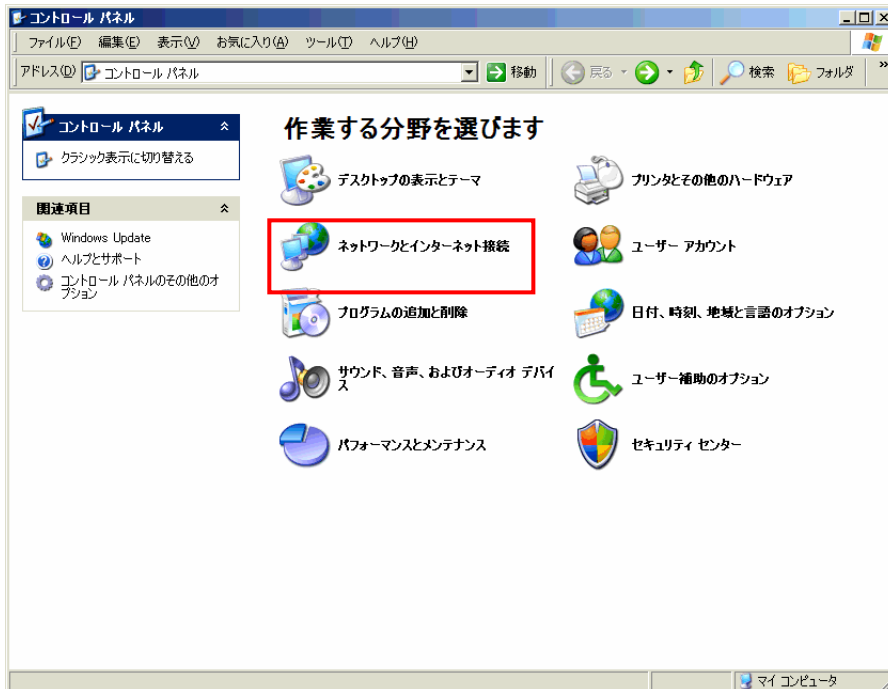 コントロール パネル
ファイル(F) 編集(E) 表示(V) お気に入り(A) ツール(T) ヘルプ(H)
アドレス(D) コントロール パネル 移動 戻る 検索 フォルダ »
コントロール パネル
クラシック表示に切り替える
関連項目
Windows Update
ヘルプとサポート
コントロール パネルのその他のオ
プション
作業する分野を選びます
デスクトップの表示とテーマ
プリンタとその他のハードウェア
ネットワークとインターネット接続
ユーザー アカウント
プログラムの追加と削除
日付、時刻、地域と言語のオプション
サウンド、音声、およびオーディオ デバイ
ス
ユーザー補助のオプション
パフォーマンスとメンテナンス
セキュリティ センター
マイ コンピュータ